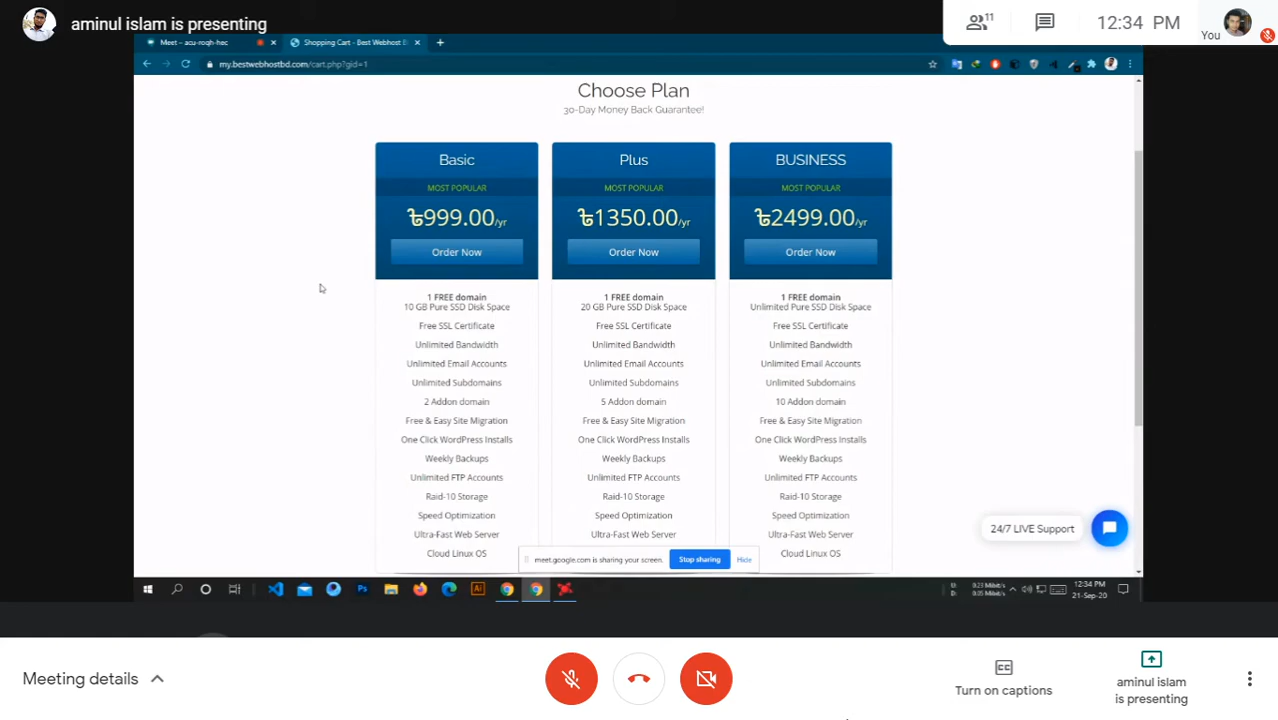 aminul islam is presenting
11
12:34 PM
You
Meet – acu-roqh-hec
Shopping Cart - Best Webhost B
my.bestwebhostbd.com/cart.php?gid=1
Choose Plan
30-Day Money Back Guarantee!
Basic
MOST POPULAR
৳999.00/yr
Order Now
1 FREE domain
10 GB Pure SSD Disk Space
Free SSL Certificate
Unlimited Bandwidth
Unlimited Email Accounts
Unlimited Subdomains
2 Addon domain
Free & Easy Site Migration
One Click WordPress Installs
Weekly Backups
Unlimited FTP Accounts
Raid-10 Storage
Speed Optimization
Ultra-Fast Web Server
Cloud Linux OS
Plus
MOST POPULAR
৳1350.00/yr
Order Now
1 FREE domain
20 GB Pure SSD Disk Space
Free SSL Certificate
Unlimited Bandwidth
Unlimited Email Accounts
Unlimited Subdomains
5 Addon domain
Free & Easy Site Migration
One Click WordPress Installs
Weekly Backups
Unlimited FTP Accounts
Raid-10 Storage
Speed Optimization
Ultra-Fast Web Server
BUSINESS
MOST POPULAR
৳2499.00/yr
Order Now
1 FREE domain
Unlimited Pure SSD Disk Space
Free SSL Certificate
Unlimited Bandwidth
Unlimited Email Accounts
Unlimited Subdomains
10 Addon domain
Free & Easy Site Migration
One Click WordPress Installs
Weekly Backups
Unlimited FTP Accounts
Raid-10 Storage
Speed Optimization
Ultra-Fast Web Server
Cloud Linux OS
24/7 LIVE Support
meet.google.com is sharing your screen.
Stop sharing
Hide
Ps
Ai
12:34 PM
21-Sep-20
Meeting details
CC
Turn on captions
aminul islam
is presenting